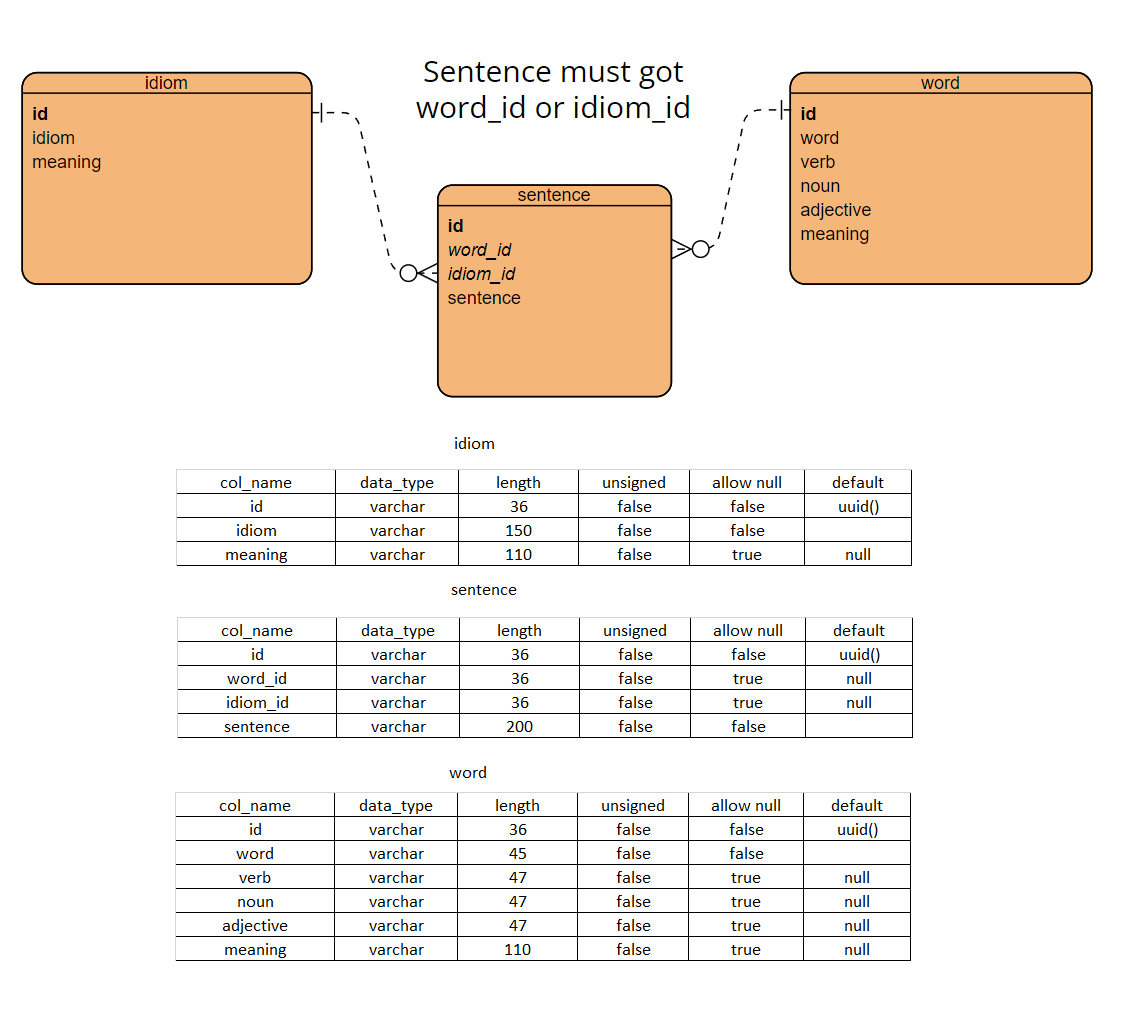 Sentence must got
word_id or idiom_id
idiom
id
idiom
meaning
sentence
id
word_id
idiom_id
sentence
word
id
word
verb
noun
adjective
meaning
idiom
col_name data_type length unsigned allow null default
id varchar 36 false false uuid()
idiom varchar 150 false false
meaning varchar 110 false true null
sentence
col_name data_type length unsigned allow null default
id varchar 36 false false uuid()
word_id varchar 36 false true null
idiom_id varchar 36 false true null
sentence varchar 200 false false
word
col_name data_type length unsigned allow null default
id varchar 36 false false uuid()
word varchar 45 false false
verb varchar 47 false true null
noun varchar 47 false true null
adjective varchar 47 false true null
meaning varchar 110 false true null